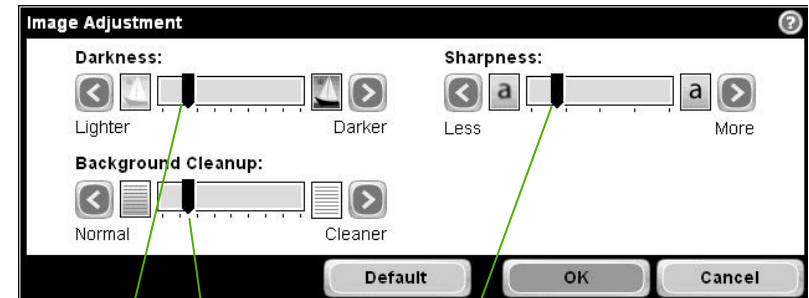 Image Adjustment
Darkness:
Lighter
Darker
Sharpness:
a
a
Less
More
Background Cleanup:
Normal
Cleaner
Default
OK
Cancel